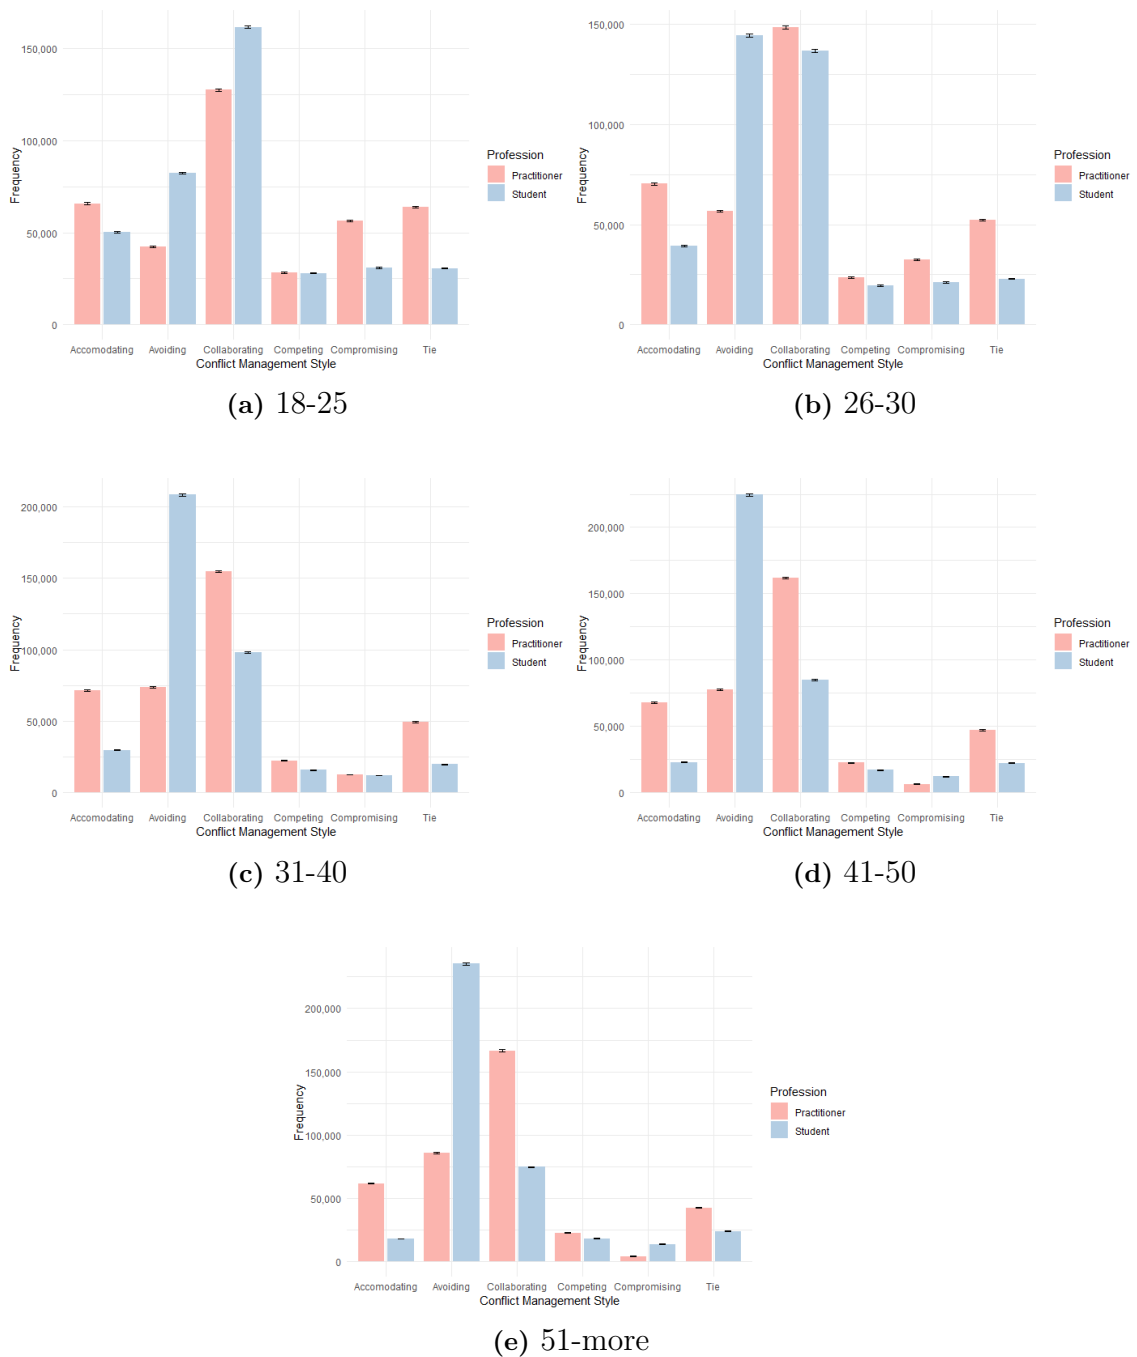 150,000
100,000
50,000
0
Frequency
Accomodating Avoiding Collaborating Competing Compromising Tie
Conflict Management Style
Profession
Practitioner
Student
(a) 18-25
150,000
100,000
50,000
0
Frequency
Accomodating Avoiding Collaborating Competing Compromising Tie
Conflict Management Style
Profession
Practitioner
Student
(b) 26-30
200,000
150,000
100,000
50,000
0
Frequency
Accomodating Avoiding Collaborating Competing Compromising Tie
Conflict Management Style
Profession
Practitioner
Student
(c) 31-40
200,000
150,000
100,000
50,000
0
Frequency
Accomodating Avoiding Collaborating Competing Compromising Tie
Conflict Management Style
Profession
Practitioner
Student
(d) 41-50
200,000
150,000
100,000
50,000
0
Frequency
Accomodating Avoiding Collaborating Competing Compromising Tie
Conflict Management Style
Profession
Practitioner
Student
(e) 51-more